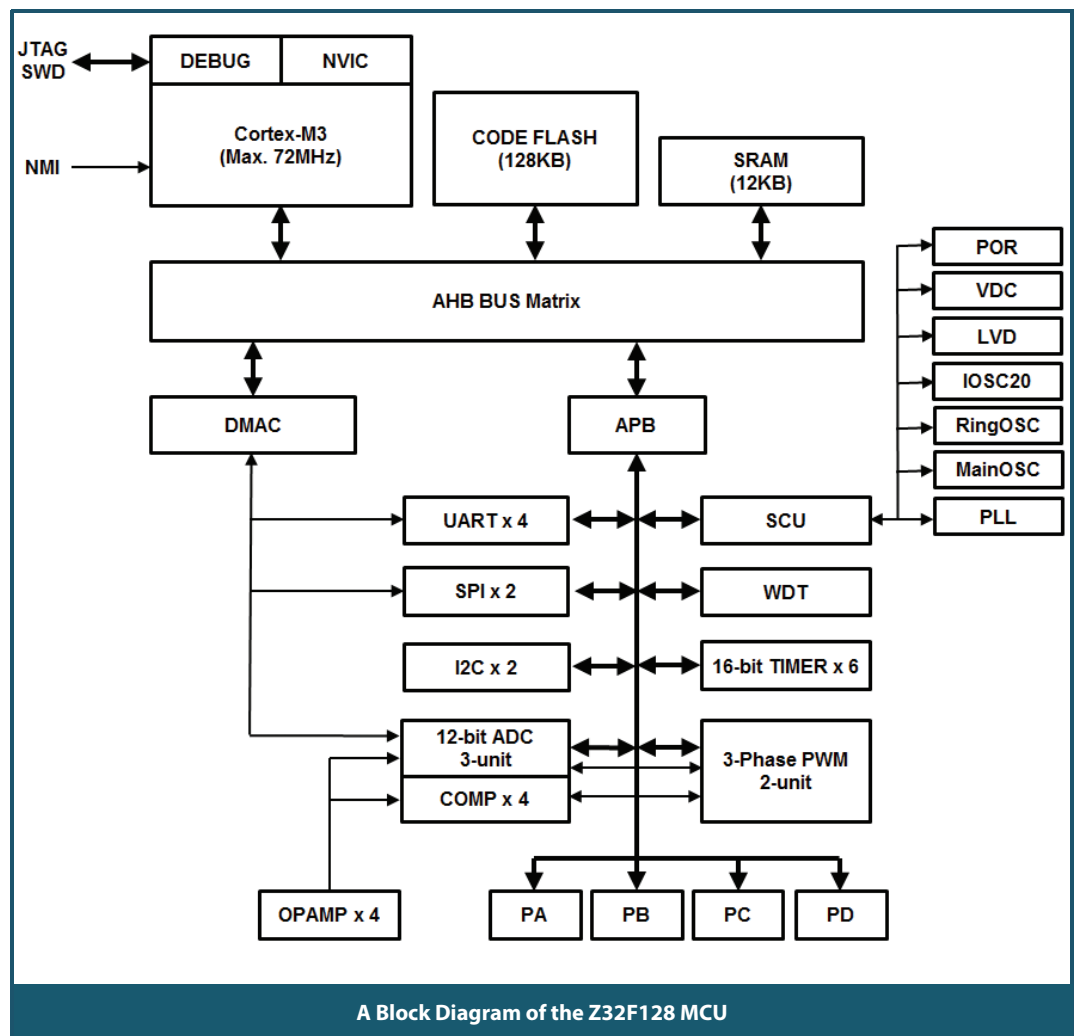 JTAG
SWD
DEBUG
NVIC
Cortex-M3
(Max. 72MHz)
NMI
CODE FLASH
(128KB)
SRAM
(12KB)
AHB BUS Matrix
POR
VDC
LVD
IOSC20
RingOSC
MainOSC
PLL
DMAC
APB
UART x 4
SCU
SPI x 2
WDT
I2C x 2
16-bit TIMER x 6
12-bit ADC
3-unit
COMP x 4
3-Phase PWM
2-unit
OPAMP x 4
PA
PB
PC
PD
A Block Diagram of the Z32F128 MCU